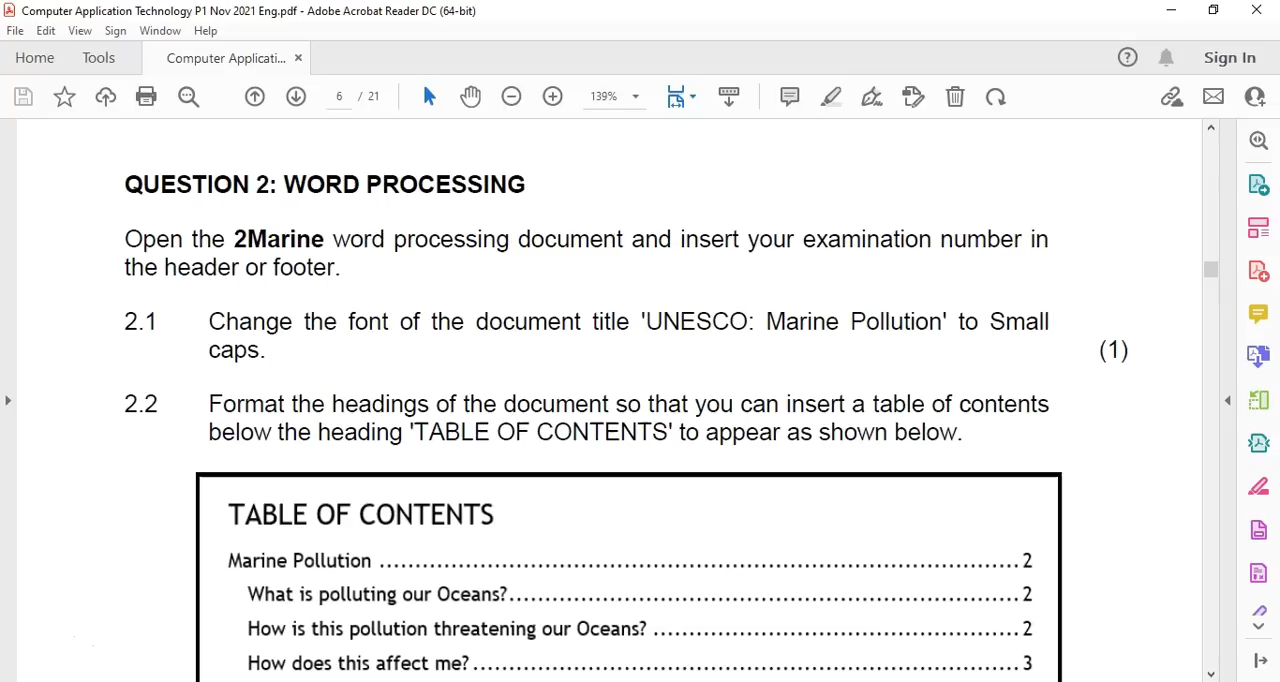 Computer Application Technology P1 Nov 2021 Eng.pdf - Adobe Acrobat Reader DC (64-bit)
File Edit View Sign Window Help
Home Tools Computer Applicati... × Sign In
6 / 21 139%
QUESTION 2: WORD PROCESSING
Open the 2Marine word processing document and insert your examination number in
the header or footer.
2.1 Change the font of the document title 'UNESCO: Marine Pollution' to Small
caps. (1)
2.2 Format the headings of the document so that you can insert a table of contents
below the heading 'TABLE OF CONTENTS' to appear as shown below.
TABLE OF CONTENTS
Marine Pollution ........................................................................ 2
What is polluting our Oceans?......................................................... 2
How is this pollution threatening our Oceans? ......................................... 2
How does this affect me?.............................................................. 3